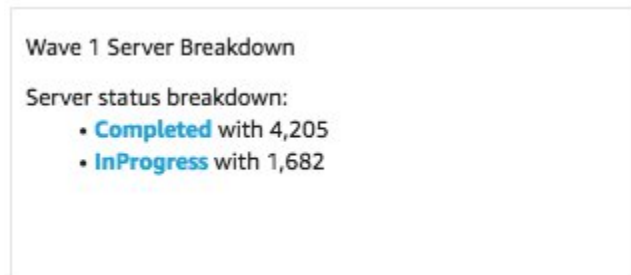 Wave 1 Server Breakdown
Server status breakdown:
• Completed with 4,205
• InProgress with 1,682